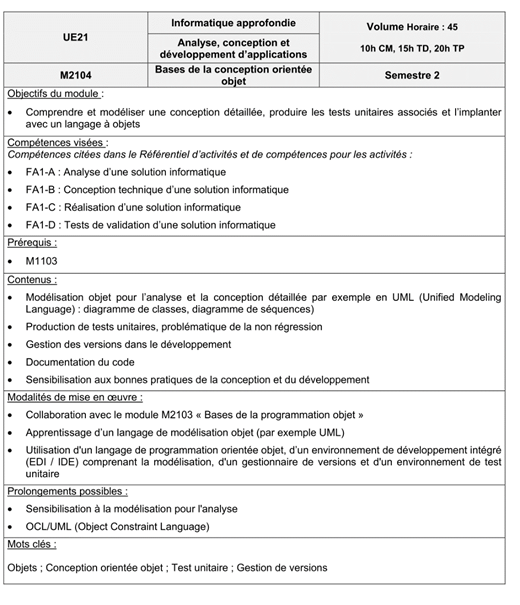 UE21
Informatique approfondie
Analyse, conception et
développement d'applications
Volume Horaire : 45
10h CM, 15h TD, 20h TP
M2104
Bases de la conception orientée
objet
Semestre 2
Objectifs du module :
• Comprendre et modéliser une conception détaillée, produire les tests unitaires associés et l'implanter
avec un langage à objets
Compétences visées :
Compétences citées dans le Référentiel d'activités et de compétences pour les activités :
• FA1-A : Analyse d'une solution informatique
• FA1-B : Conception technique d'une solution informatique
• FA1-C : Réalisation d'une solution informatique
• FA1-D : Tests de validation d'une solution informatique
Prérequis :
• M1103
Contenus :
• Modélisation objet pour l'analyse et la conception détaillée par exemple en UML (Unified Modeling
Language) : diagramme de classes, diagramme de séquences)
• Production de tests unitaires, problématique de la non régression
• Gestion des versions dans le développement
• Documentation du code
• Sensibilisation aux bonnes pratiques de la conception et du développement
Modalités de mise en œuvre :
• Collaboration avec le module M2103 « Bases de la programmation objet »
• Apprentissage d'un langage de modélisation objet (par exemple UML)
• Utilisation d'un langage de programmation orientée objet, d'un environnement de développement intégré
(EDI / IDE) comprenant la modélisation, d'un gestionnaire de versions et d'un environnement de test
unitaire
Prolongements possibles :
• Sensibilisation à la modélisation pour l'analyse
• OCL/UML (Object Constraint Language)
Mots clés :
Objets ; Conception orientée objet ; Test unitaire ; Gestion de versions